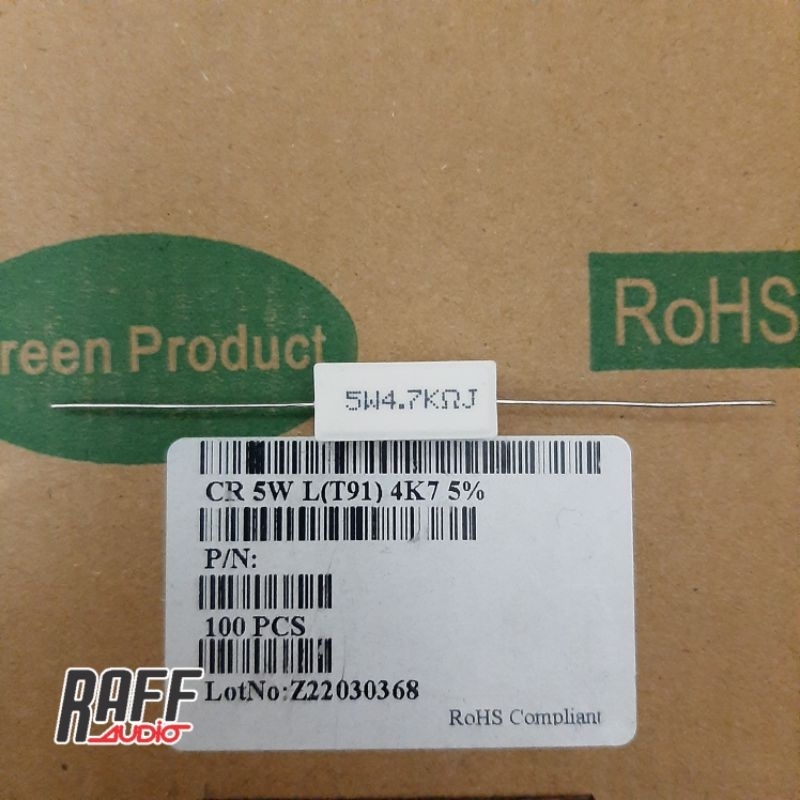 reen Product
RoHS
5W4.7KΩJ
CR 5W L(T91) 4K7 5%
P/N:
100 PCS
LotNo:Z22030368
RoHS Compliant
RAFF
AUDIO